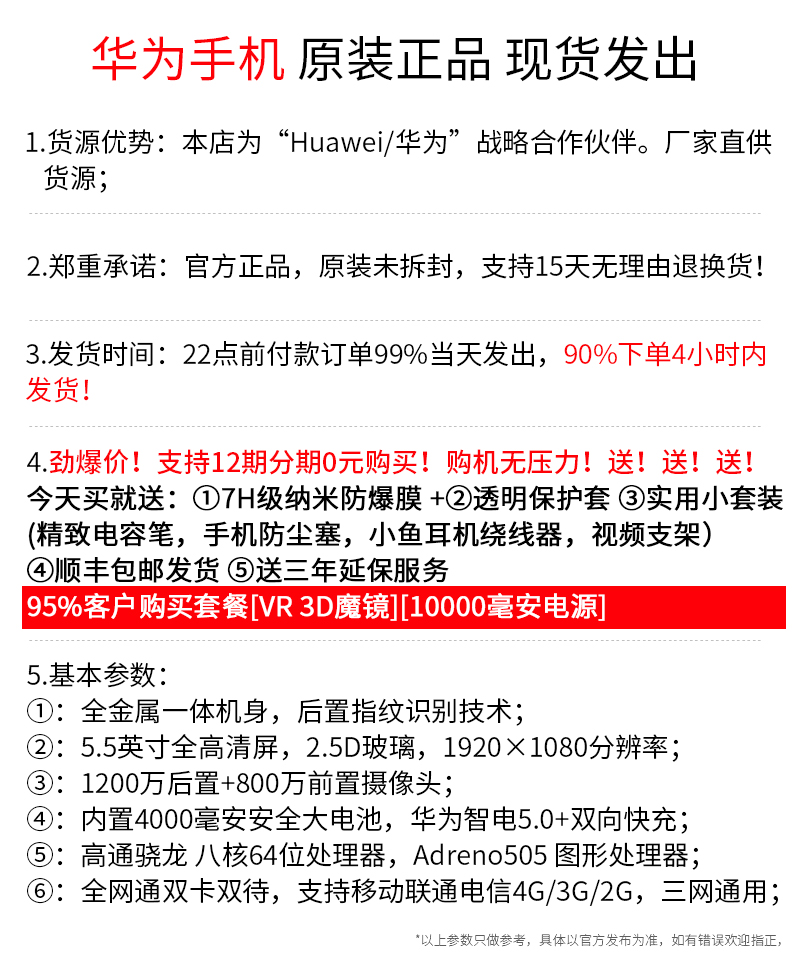 华为手机 原装正品 现货发出
1.货源优势：本店为“Huawei/华为”战略合作伙伴。厂家直供
货源；
2.郑重承诺：官方正品，原装未拆封，支持15天无理由退换货！
3.发货时间：22点前付款订单99%当天发出，90%下单4小时内
发货！
4.劲爆价！支持12期分期0元购买！购机无压力！送！送！送！
今天买就送：①7H级纳米防爆膜 +②透明保护套 ③实用小套装
(精致电容笔，手机防尘塞，小鱼耳机绕线器，视频支架）
④顺丰包邮发货 ⑤送三年延保服务
95%客户购买套餐[VR 3D魔镜][10000毫安电源]
5.基本参数：
①：全金属一体机身，后置指纹识别技术；
②：5.5英寸全高清屏，2.5D玻璃，1920×1080分辨率；
③：1200万后置+800万前置摄像头；
④：内置4000毫安安全大电池，华为智电5.0+双向快充；
⑤：高通骁龙 八核64位处理器，Adreno505 图形处理器；
⑥：全网通双卡双待，支持移动联通电信4G/3G/2G，三网通用；
*以上参数只做参考，具体以官方发布为准，如有错误欢迎指正，